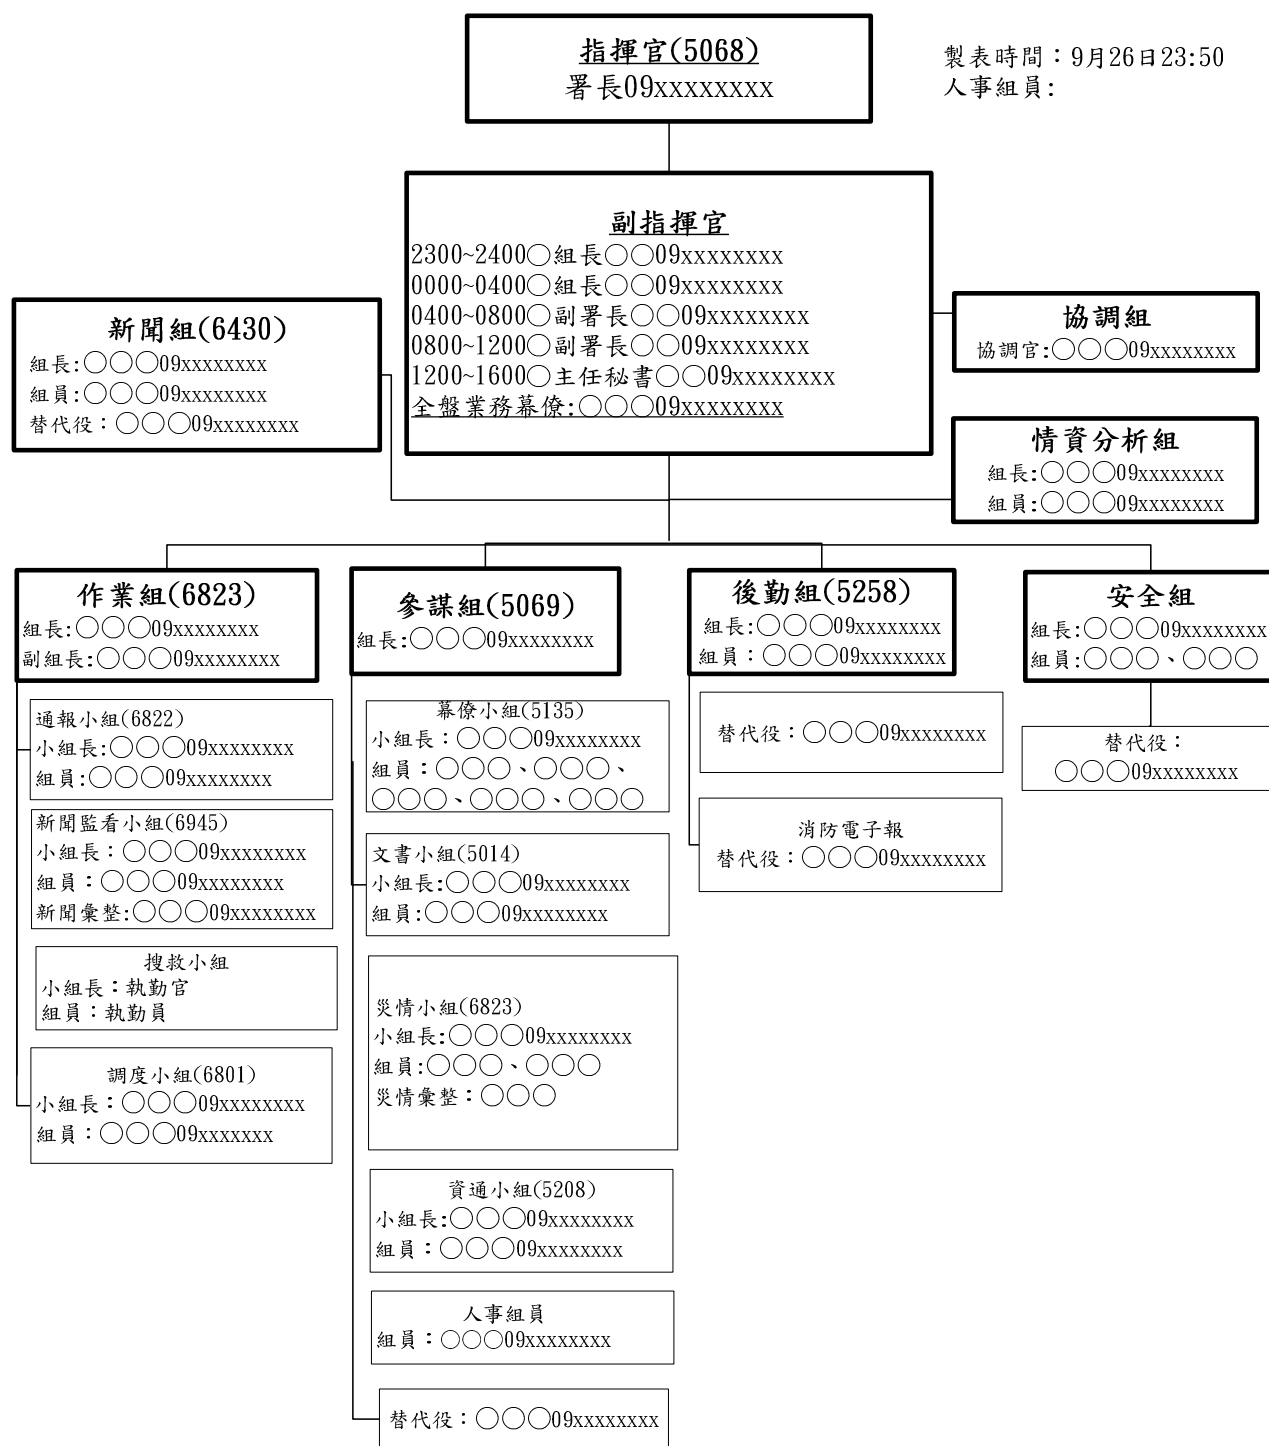 指揮官(5068)
署長09xxxxxxxx
製表時間：9月26日23:50
人事組員:
副指揮官
2300~2400○組長○○09xxxxxxxx
0000~0400○組長○○09xxxxxxxx
0400~0800○副署長○○09xxxxxxxx
0800~1200○副署長○○09xxxxxxxx
1200~1600○主任秘書○○09xxxxxxxx
全盤業務幕僚:○○○09xxxxxxxx
新聞組(6430)
組長:○○○09xxxxxxxx
組員:○○○09xxxxxxxx
替代役：○○○09xxxxxxxx
協調組
協調官:○○○09xxxxxxxx
情資分析組
組長:○○○09xxxxxxxx
組員:○○○09xxxxxxxx
作業組(6823)
組長:○○○09xxxxxxxx
副組長:○○○09xxxxxxxx
通報小組(6822)
小組長:○○○09xxxxxxxx
組員：○○○09xxxxxxxx
新聞監看小組(6945)
小組長：○○○09xxxxxxxx
組員：○○○09xxxxxxxx
新聞彙整:○○○09xxxxxxxx
搜救小組
小組長：執勤官
組員：執勤員
調度小組(6801)
小組長：○○○09xxxxxxxx
組員：○○○09xxxxxxx
參謀組(5069)
組長:○○○09xxxxxxxx
幕僚小組(5135)
小組長：○○○09xxxxxxxx
組員：○○○、○○○、
○○○、○○○、○○○
文書小組(5014)
小組長:○○○09xxxxxxxx
組員:○○○09xxxxxxxx
災情小組(6823)
小組長:○○○09xxxxxxxx
組員:○○○、○○○
災情彙整：○○○
資通小組(5208)
小組長:○○○09xxxxxxxx
組員：○○○09xxxxxxxx
人事組員
組員：○○○09xxxxxxxx
替代役：○○○09xxxxxxxx
後勤組(5258)
組長:○○○09xxxxxxxx
組員：○○○09xxxxxxxx
替代役：○○○09xxxxxxxx
消防電子報
替代役：○○○09xxxxxxxx
安全組
組長:○○○09xxxxxxxx
組員:○○○、○○○
替代役：
○○○09xxxxxxxx